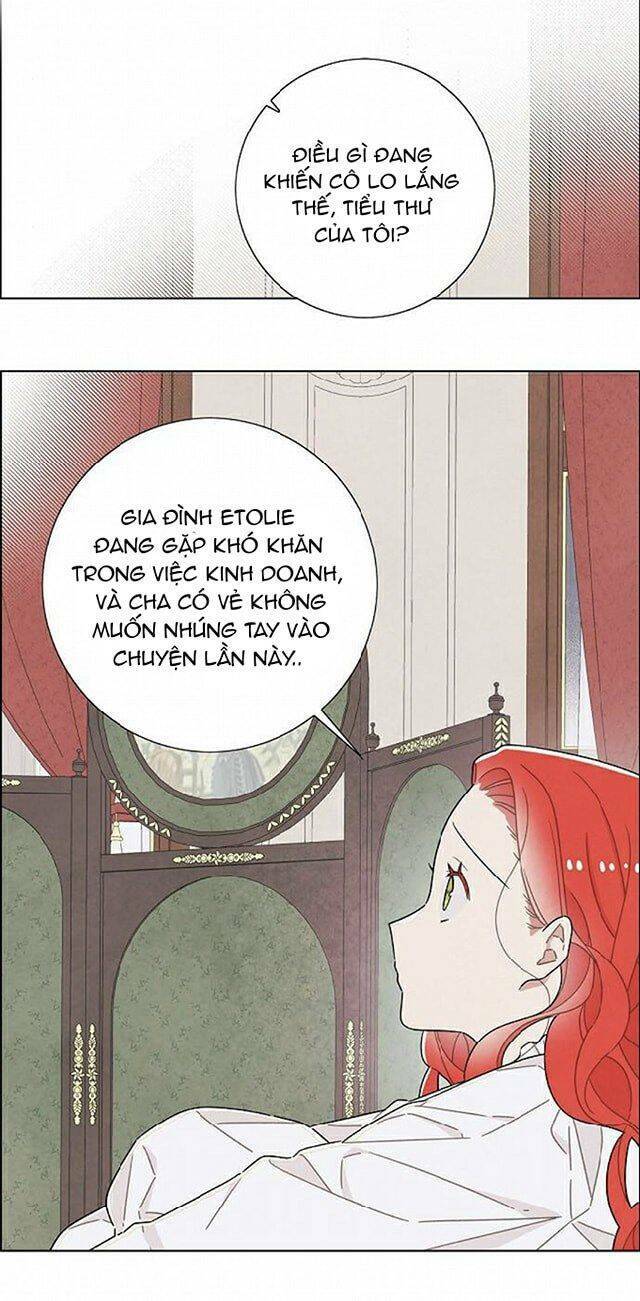 ĐIỀU GÌ ĐANG
KHIẾN CÔ LO LẮNG
THẾ, TIỂU THƯ
CỦA TÔI?
GIA ĐÌNH ETOLIE
ĐANG GẶP KHÓ KHĂN
TRONG VIỆC KINH DOANH,
VÀ CHA CÓ VẺ KHÔNG
MUỐN NHÚNG TAY VÀO
CHUYỆN LẦN NÀY..